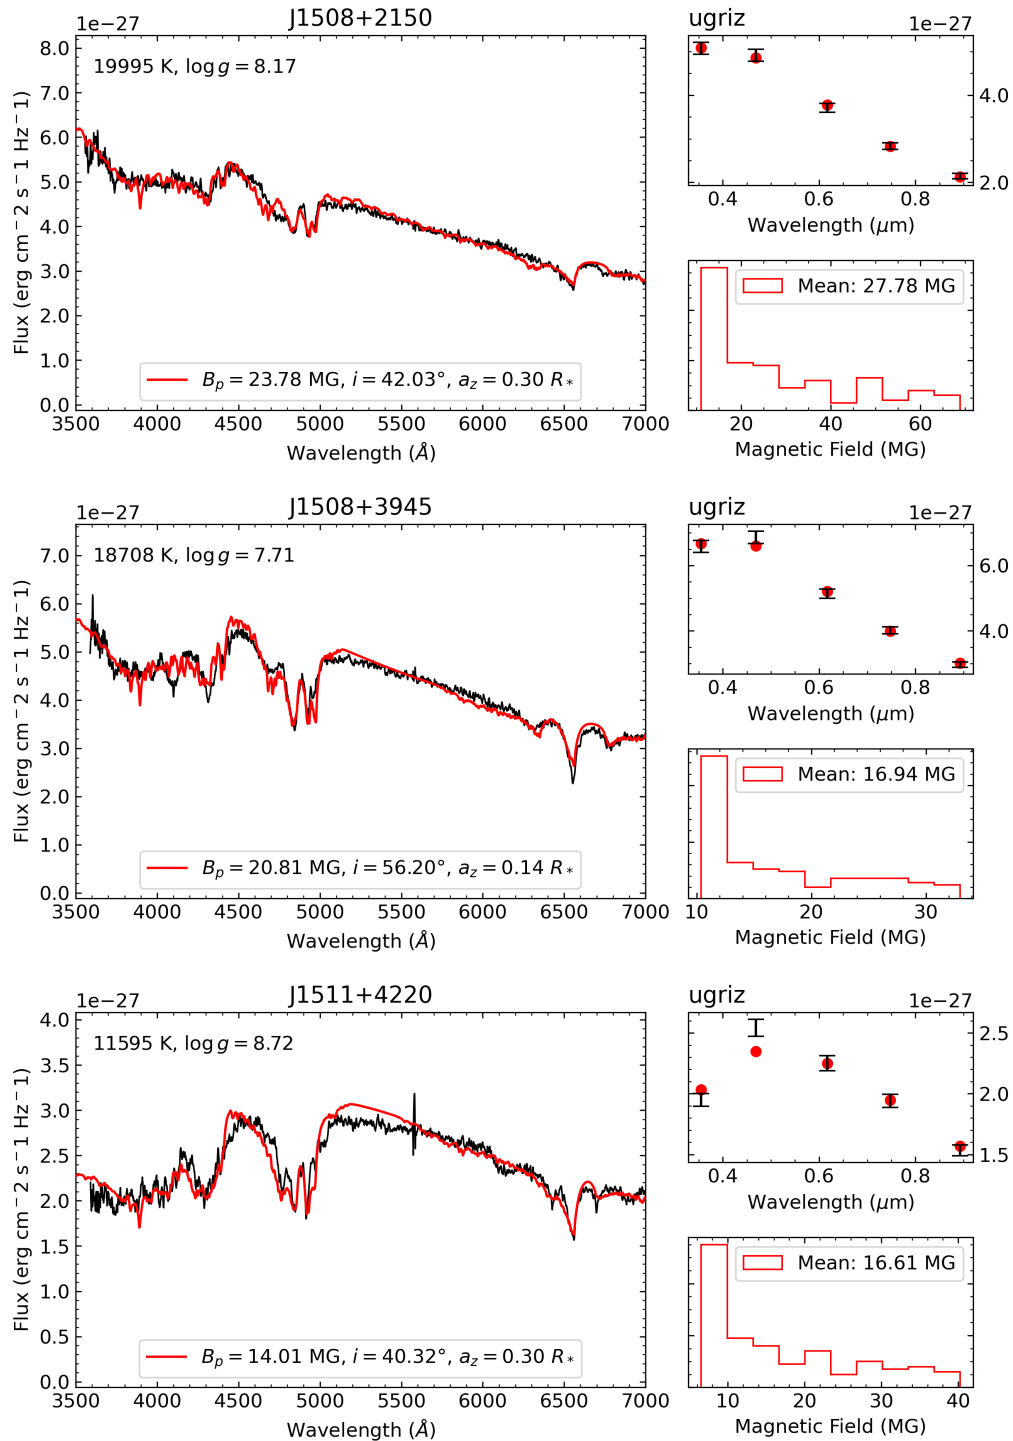 J1508+2150
1e−27
19995 K, log g = 8.17
8.0
7.0
6.0
5.0
4.0
3.0
2.0
1.0
0.0
Flux (erg cm−2 s−1 Hz−1)
B_p = 23.78 MG, i = 42.03°, a_z = 0.30 R_*
3500 4000 4500 5000 5500 6000 6500 7000
Wavelength (Å)
ugriz
1e−27
4.0
2.0
0.4 0.6 0.8
Wavelength (μm)
Mean: 27.78 MG
20 40 60
Magnetic Field (MG)
J1508+3945
1e−27
18708 K, log g = 7.71
7.0
6.0
5.0
4.0
3.0
2.0
1.0
0.0
Flux (erg cm−2 s−1 Hz−1)
B_p = 20.81 MG, i = 56.20°, a_z = 0.14 R_*
3500 4000 4500 5000 5500 6000 6500 7000
Wavelength (Å)
ugriz
1e−27
6.0
4.0
0.4 0.6 0.8
Wavelength (μm)
Mean: 16.94 MG
10 20 30
Magnetic Field (MG)
J1511+4220
1e−27
11595 K, log g = 8.72
4.0
3.5
3.0
2.5
2.0
1.5
1.0
0.5
0.0
Flux (erg cm−2 s−1 Hz−1)
B_p = 14.01 MG, i = 40.32°, a_z = 0.30 R_*
3500 4000 4500 5000 5500 6000 6500 7000
Wavelength (Å)
ugriz
1e−27
2.5
2.0
1.5
0.4 0.6 0.8
Wavelength (μm)
Mean: 16.61 MG
10 20 30 40
Magnetic Field (MG)